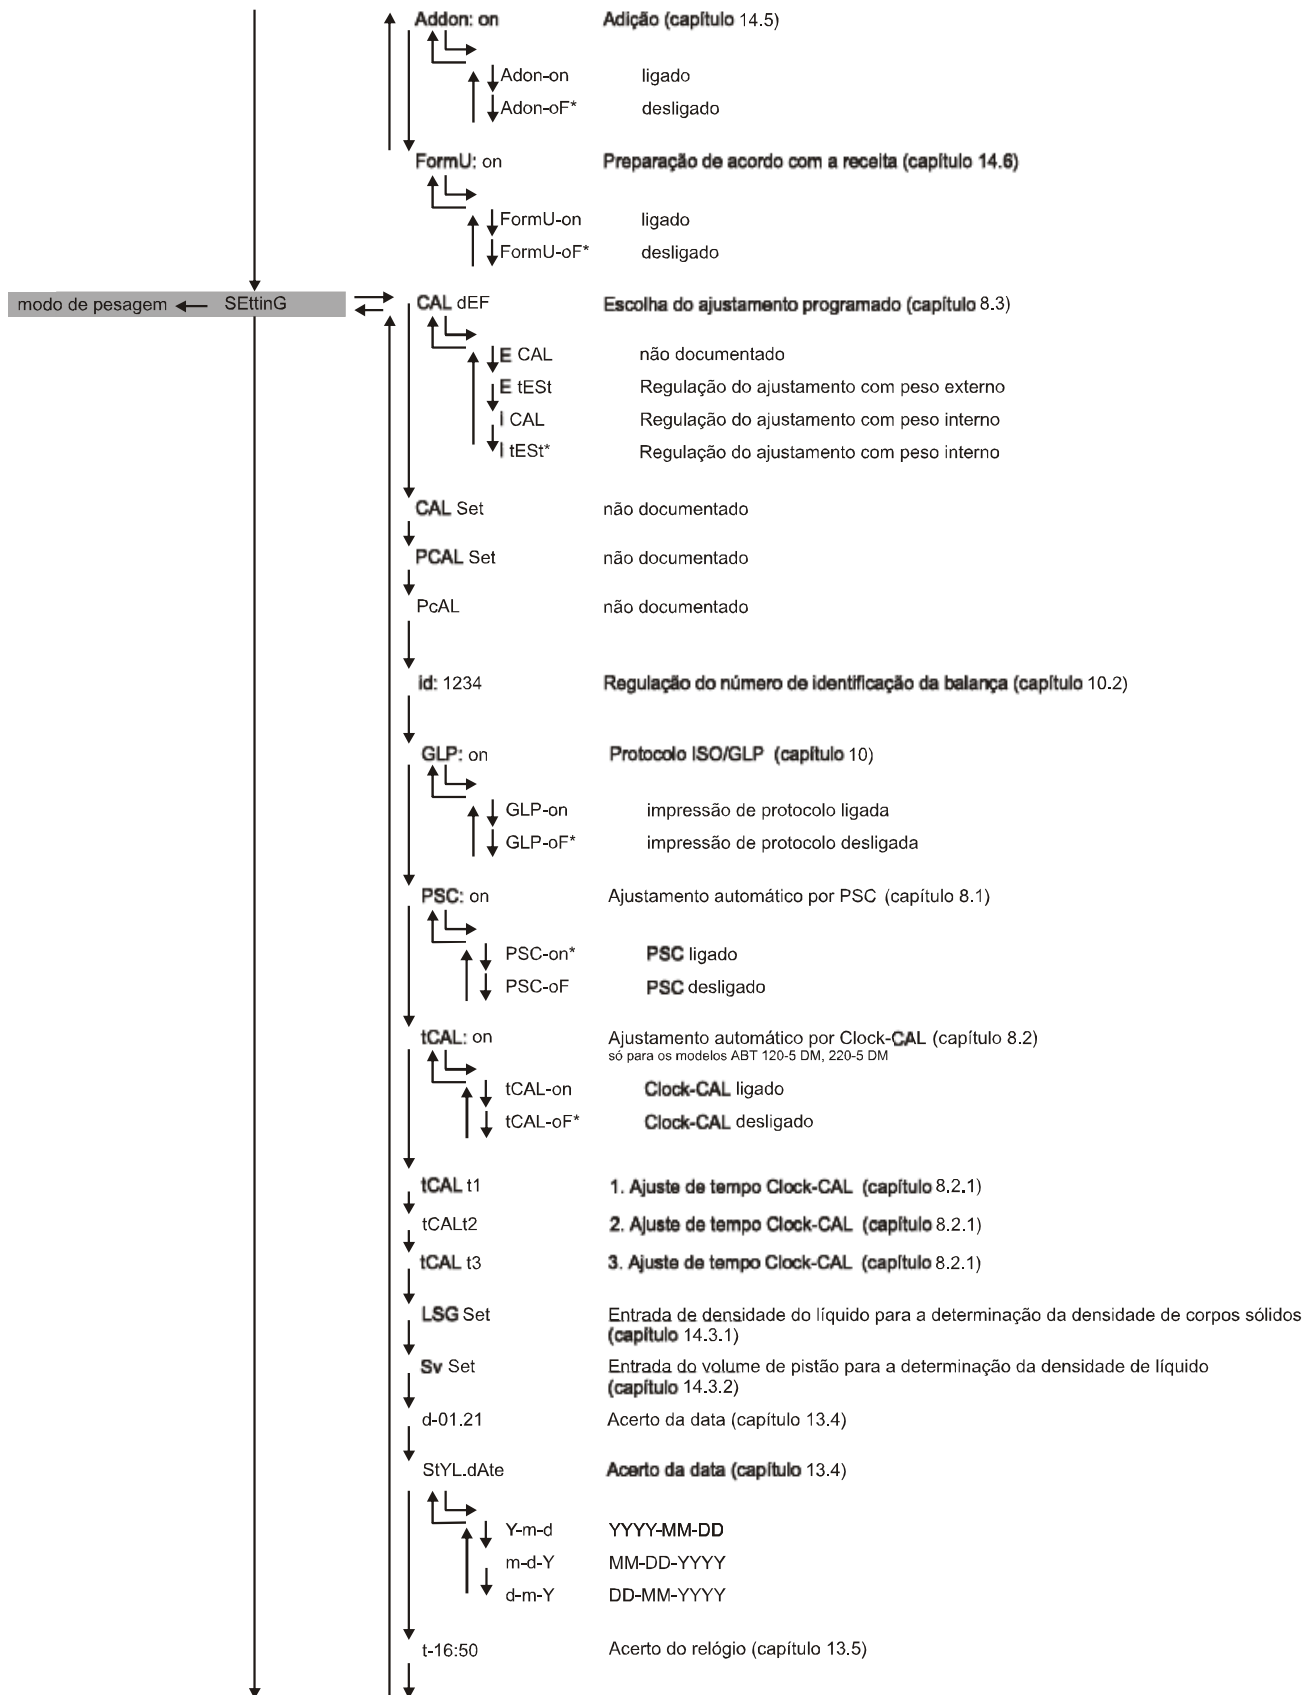 Addon: on Adição (capítulo 14.5)
Adon-on ligado
Adon-oF* desligado
FormU: on Preparação de acordo com a receita (capítulo 14.6)
FormU-on ligado
FormU-oF* desligado
modo de pesagem SEttinG CAL dEF Escolha do ajustamento programado (capítulo 8.3)
E CAL não documentado
E tESt Regulação do ajustamento com peso externo
I CAL Regulação do ajustamento com peso interno
I tESt* Regulação do ajustamento com peso interno
CAL Set não documentado
PCAL Set não documentado
PcAL não documentado
id: 1234 Regulação do número de identificação da balança (capítulo 10.2)
GLP: on Protocolo ISO/GLP (capítulo 10)
GLP-on impressão de protocolo ligada
GLP-oF* impressão de protocolo desligada
PSC: on Ajustamento automático por PSC (capítulo 8.1)
PSC-on* PSC ligado
PSC-oF PSC desligado
tCAL: on Ajustamento automático por Clock-CAL (capítulo 8.2)
só para os modelos ABT 120-5 DM, 220-5 DM
tCAL-on Clock-CAL ligado
tCAL-oF* Clock-CAL desligado
tCAL t1 1. Ajuste de tempo Clock-CAL (capítulo 8.2.1)
tCALt2 2. Ajuste de tempo Clock-CAL (capítulo 8.2.1)
tCAL t3 3. Ajuste de tempo Clock-CAL (capítulo 8.2.1)
LSG Set Entrada de densidade do líquido para a determinação da densidade de corpos sólidos
(capítulo 14.3.1)
Sv Set Entrada do volume de pistão para a determinação da densidade de líquido
(capítulo 14.3.2)
d-01.21 Acerto da data (capítulo 13.4)
StYL.dAte Acerto da data (capítulo 13.4)
Y-m-d YYYY-MM-DD
m-d-Y MM-DD-YYYY
d-m-Y DD-MM-YYYY
t-16:50 Acerto do relógio (capítulo 13.5)